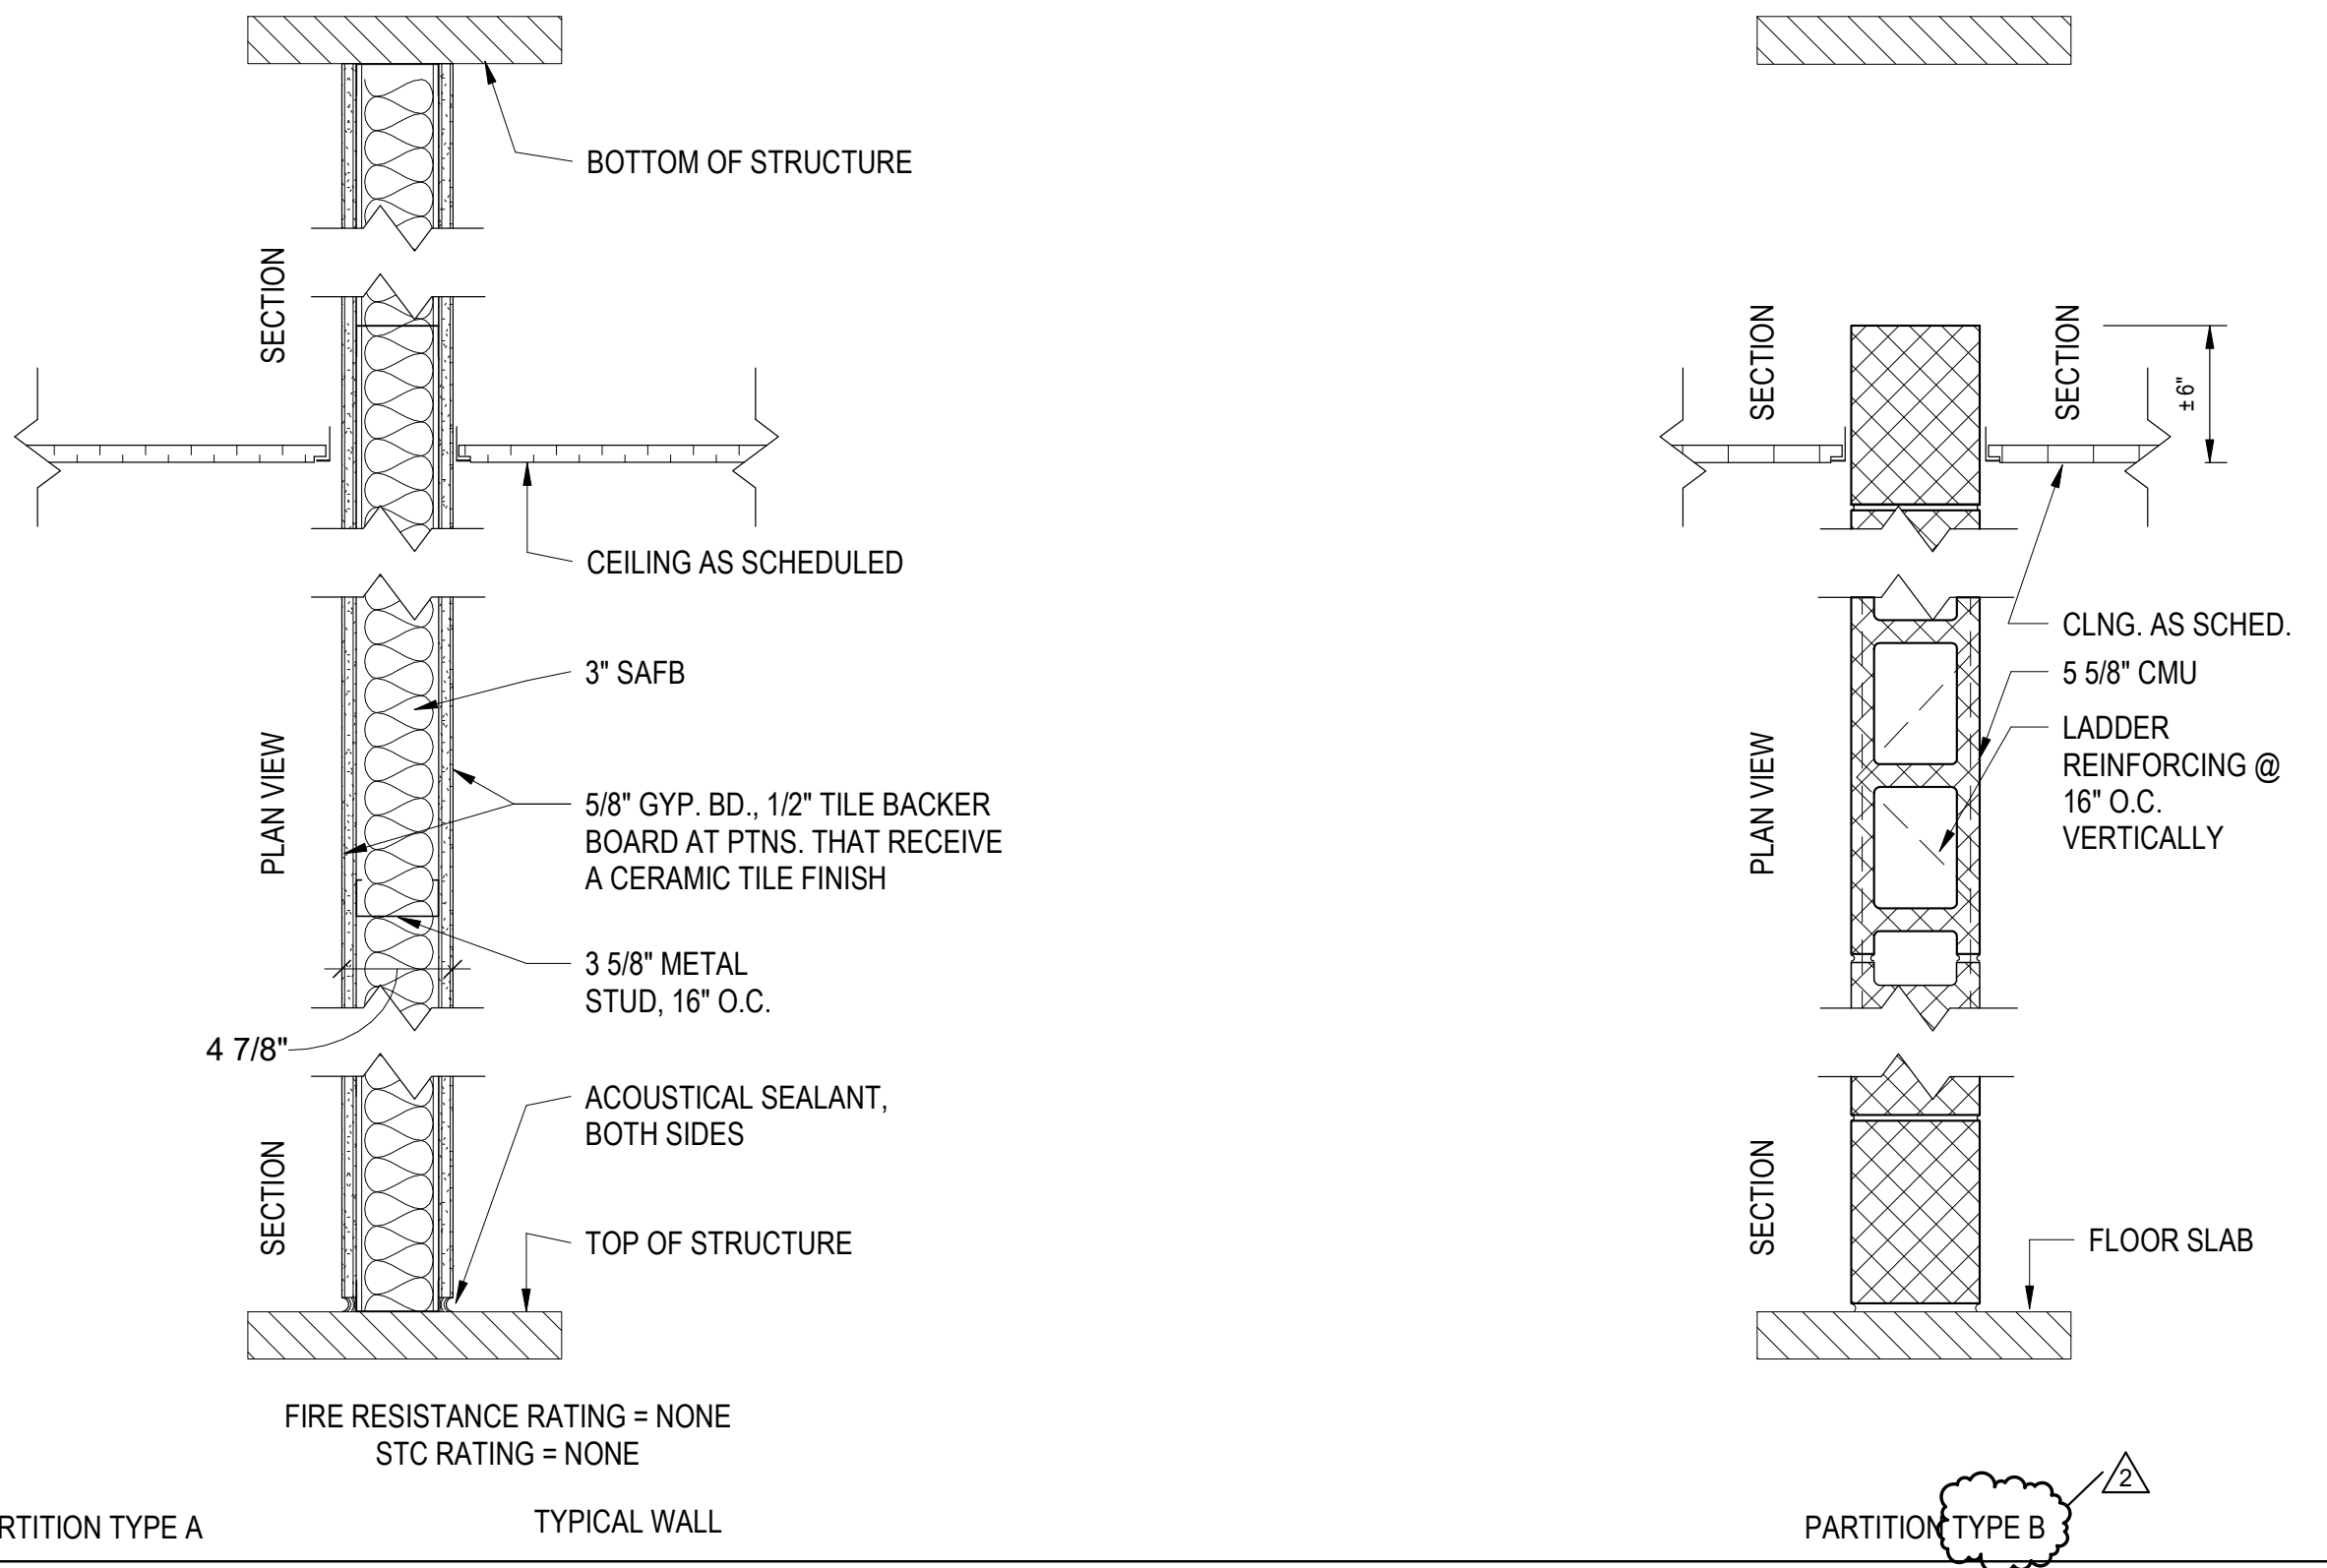 BOTTOM OF STRUCTURE
SECTION
CEILING AS SCHEDULED
3" SAFB
PLAN VIEW
5/8" GYP. BD., 1/2" TILE BACKER
BOARD AT PTNS. THAT RECEIVE
A CERAMIC TILE FINISH
3 5/8" METAL
STUD, 16" O.C.
4 7/8"
ACOUSTICAL SEALANT,
BOTH SIDES
SECTION
TOP OF STRUCTURE
FIRE RESISTANCE RATING = NONE
STC RATING = NONE
RTITION TYPE A
TYPICAL WALL
SECTION
SECTION
± 6"
CLNG. AS SCHED.
5 5/8" CMU
LADDER
REINFORCING @
16" O.C.
VERTICALLY
PLAN VIEW
SECTION
FLOOR SLAB
2
PARTITION TYPE B